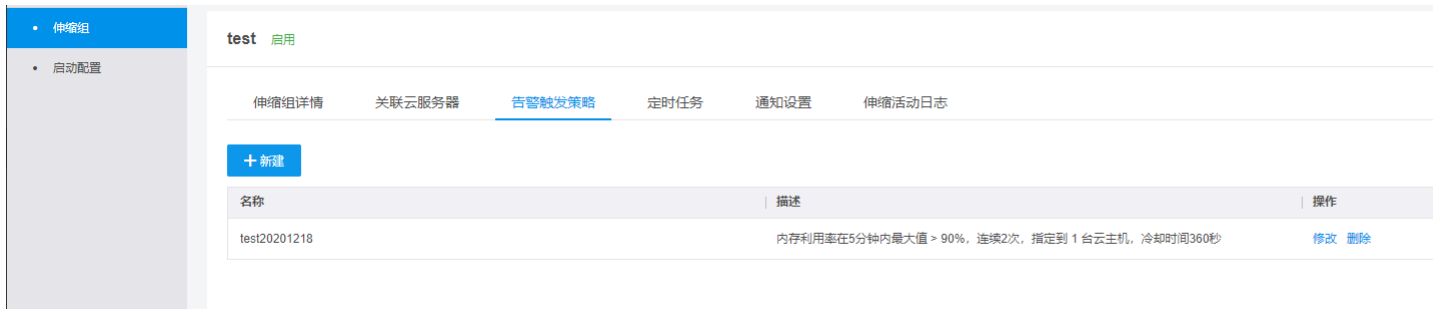 伸缩组
启动配置
test 启用
伸缩组详情 关联云服务器 告警触发策略 定时任务 通知设置 伸缩活动日志
+新建
名称 描述 操作
test20201218 内存利用率在5分钟内最大值 > 90%，连续2次，指定到 1 台云主机，冷却时间360秒 修改 删除